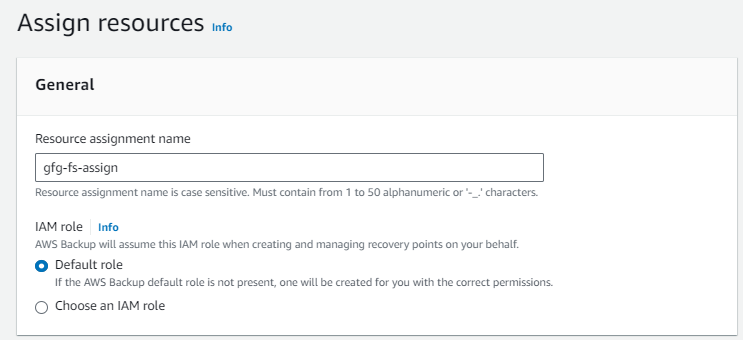 Assign resources Info
General
Resource assignment name
gfg-fs-assign
Resource assignment name is case sensitive. Must contain from 1 to 50 alphanumeric or '-_.' characters.
IAM role Info
AWS Backup will assume this IAM role when creating and managing recovery points on your behalf.
Default role
If the AWS Backup default role is not present, one will be created for you with the correct permissions.
Choose an IAM role